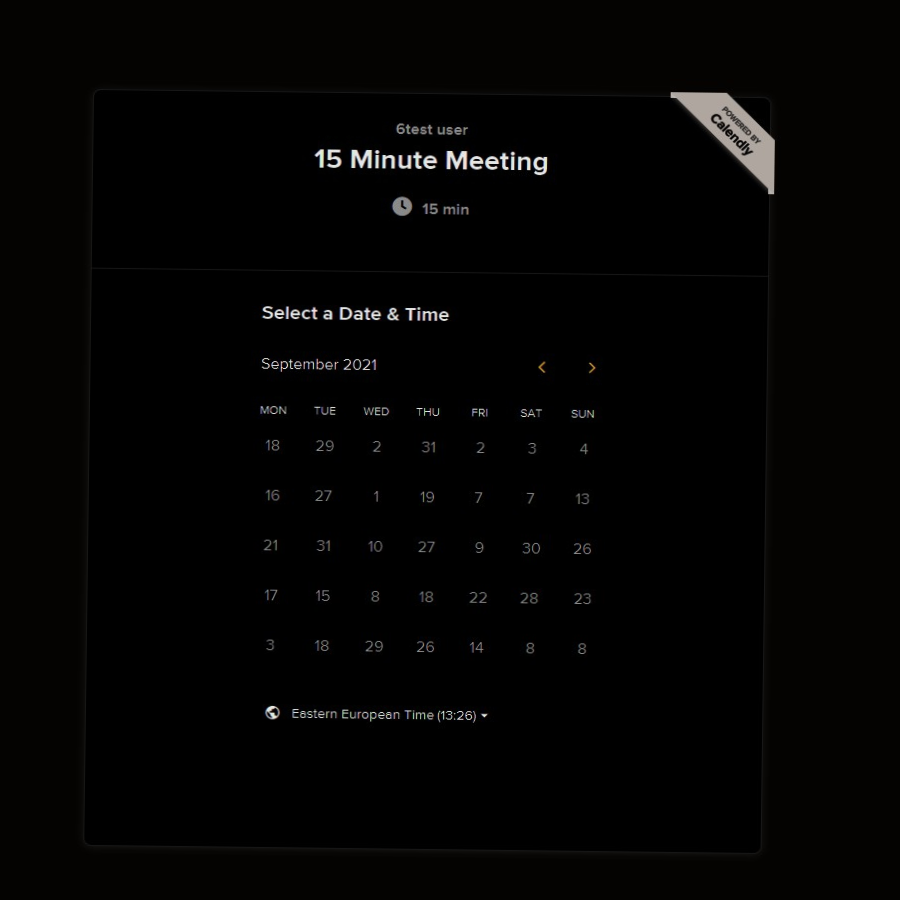 POWERED BY
Calendly
6test user
15 Minute Meeting
15 min
Select a Date & Time
September 2021
MON TUE WED THU FRI SAT SUN
18 29 2 31 2 3 4
16 27 1 19 7 7 13
21 31 10 27 9 30 26
17 15 8 18 22 28 23
3 18 29 26 14 8 8
Eastern European Time (13:26)